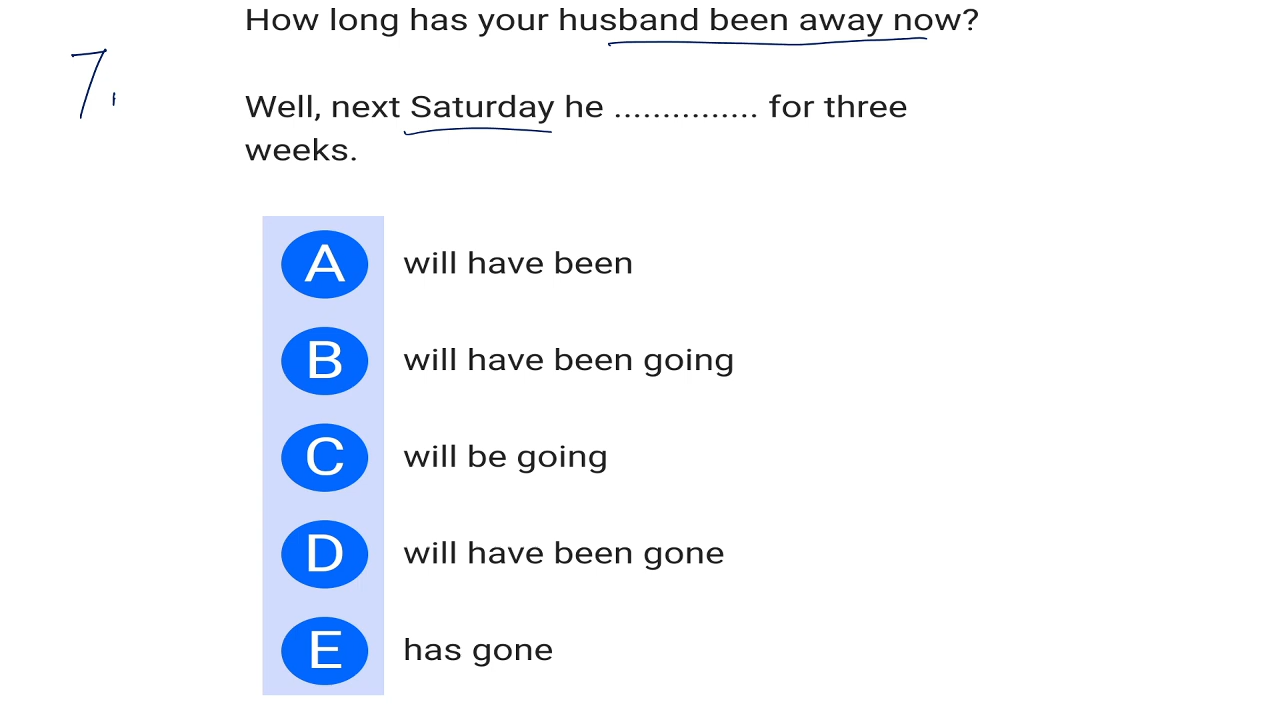 How long has your husband been away now?
7.
Well, next Saturday he ............... for three
weeks.
A will have been
B will have been going
C will be going
D will have been gone
E has gone